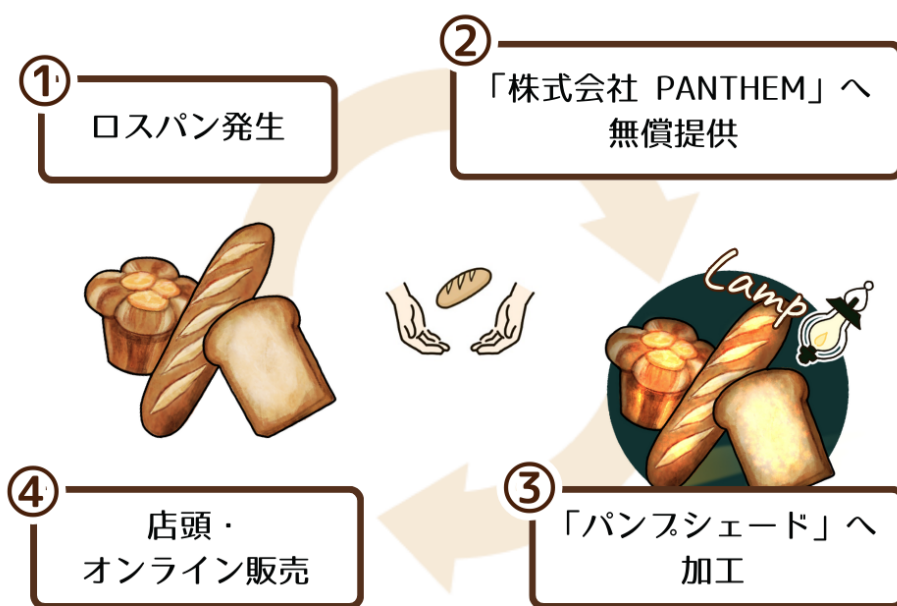 ①
ロスパン発生
②
「株式会社 PANTHEM」へ
無償提供
Lamp
③
「パンプシェード」へ
加工
④
店頭・
オンライン販売